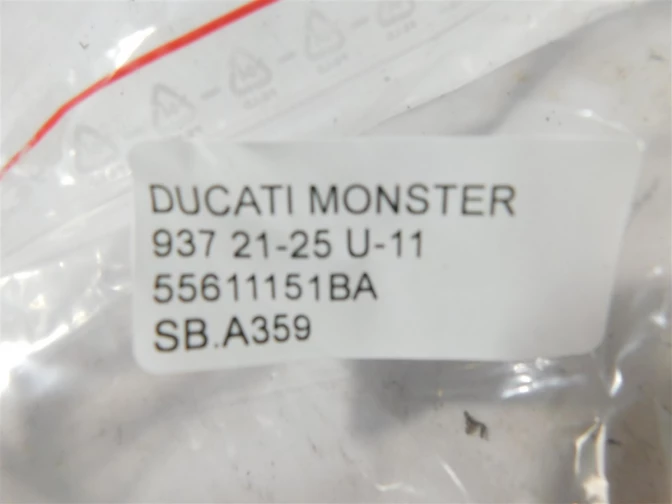 DUCATI MONSTER
937 21-25 U-11
55611151BA
SB.A359